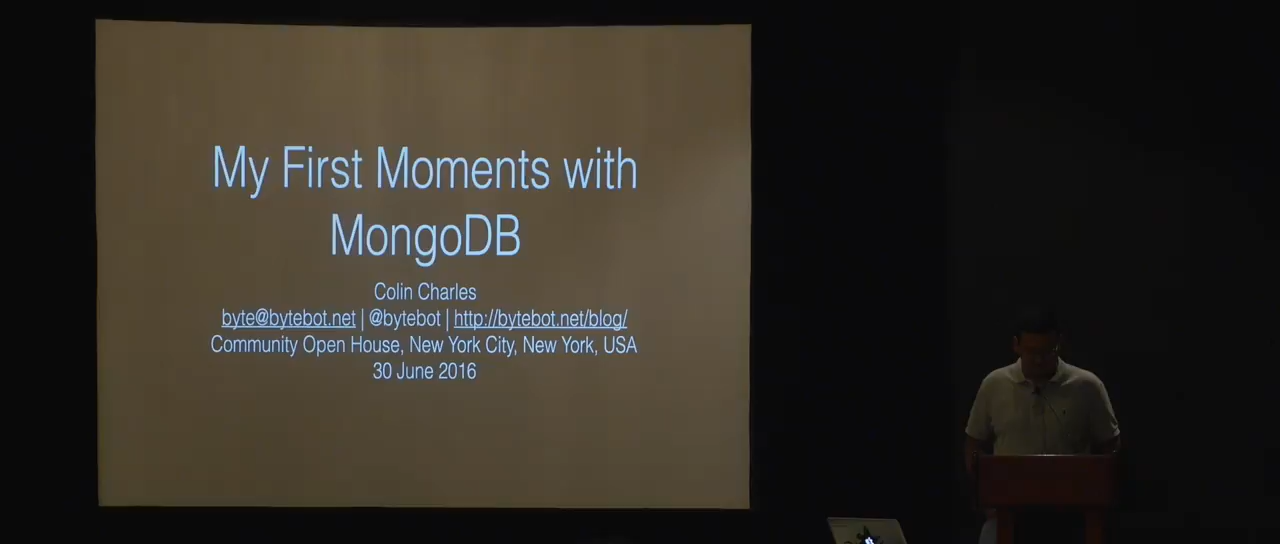 My First Moments with
MongoDB
Colin Charles
byte@bytebot.net | @bytebot | http://bytebot.net/blog/
Community Open House, New York City, New York, USA
30 June 2016